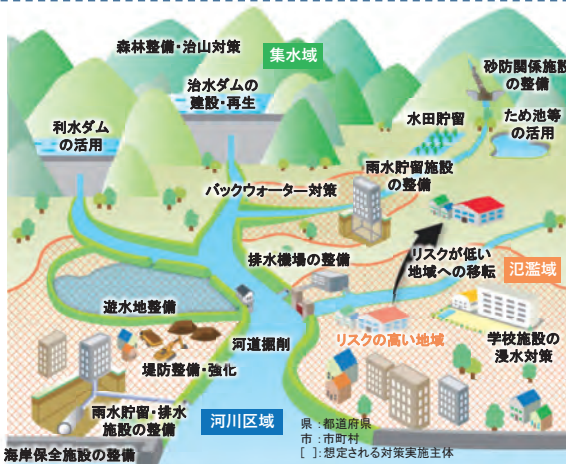 森林整備・治山対策
集水域
砂防関係施設
の整備
治水ダムの
建設・再生
利水ダム
の活用
水田貯留
ため池等
の活用
雨水貯留施設
の整備
バックウォーター対策
排水機場の整備
リスクが低い
地域への移転
氾濫域
遊水地整備
河道掘削
リスクの高い地域
学校施設の
浸水対策
堤防整備・強化
雨水貯留・排水
施設の整備
河川区域
県：都道府県
市：市町村
[ ]：想定される対策実施主体
海岸保全施設の整備